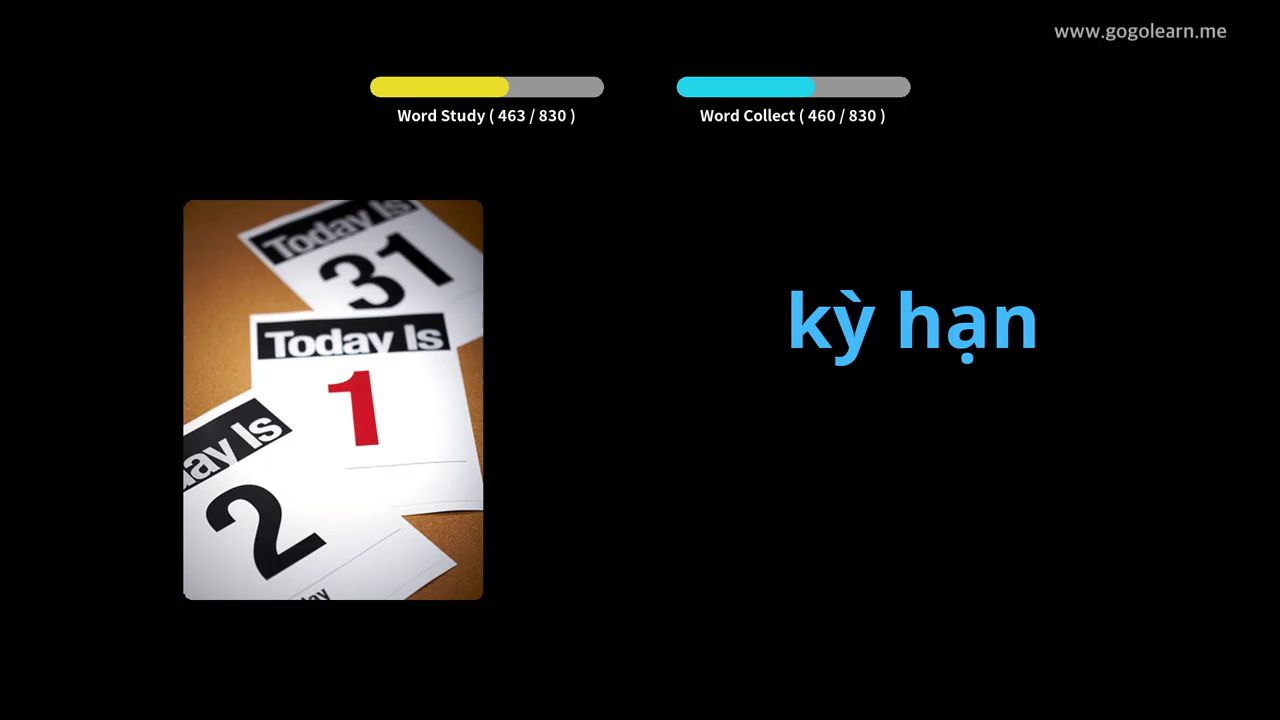 www.gogolearn.me
Word Study ( 463 / 830 )
Word Collect ( 460 / 830 )
Today Is
31
Today Is
1
ay Is
2
kỳ hạn